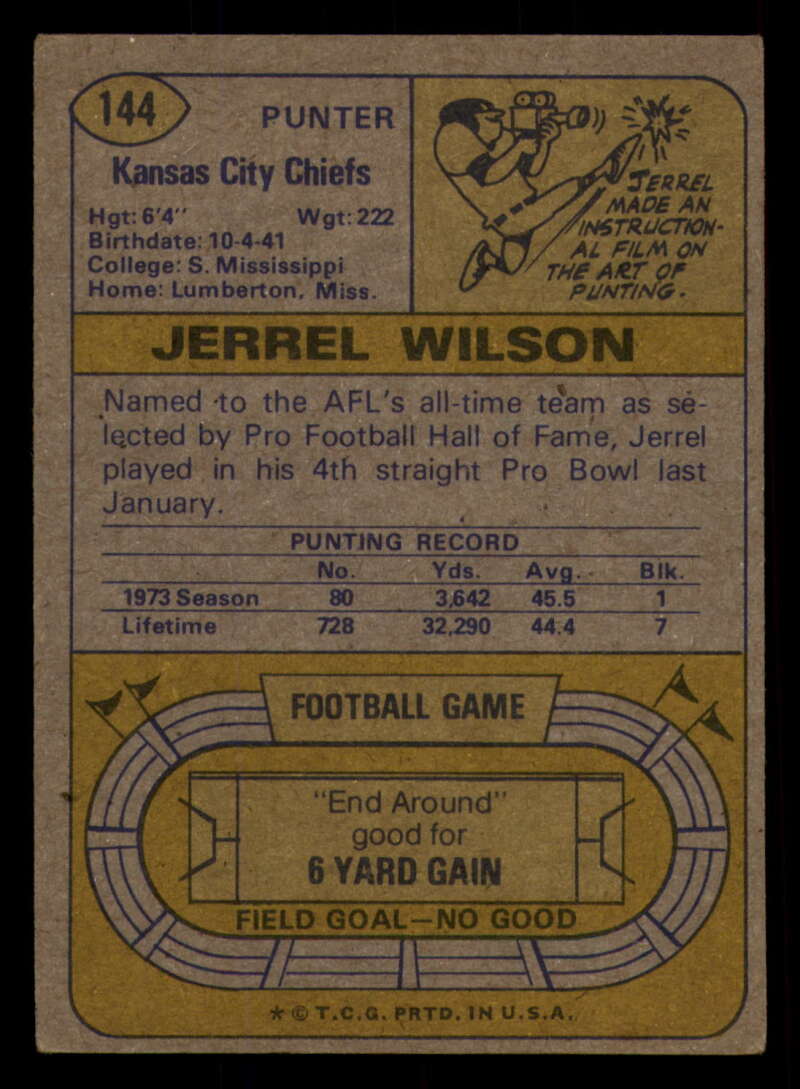 144
PUNTER
Kansas City Chiefs
Hgt: 6'4" Wgt: 222
Birthdate: 10-4-41
College: S. Mississippi
Home: Lumberton, Miss.
JERREL
MADE AN
INSTRUCTION-
AL FILM ON
THE ART OF
PUNTING.
JERREL WILSON
Named to the AFL's all-time team as se-
lected by Pro Football Hall of Fame, Jerrel
played in his 4th straight Pro Bowl last
January.
PUNTING RECORD
No. Yds. Avg. Blk.
1973 Season 80 3,642 45.5 1
Lifetime 728 32,290 44.4 7
FOOTBALL GAME
"End Around"
good for
6 YARD GAIN
FIELD GOAL—NO GOOD
* © T.C.G. PRTD. IN U.S.A.